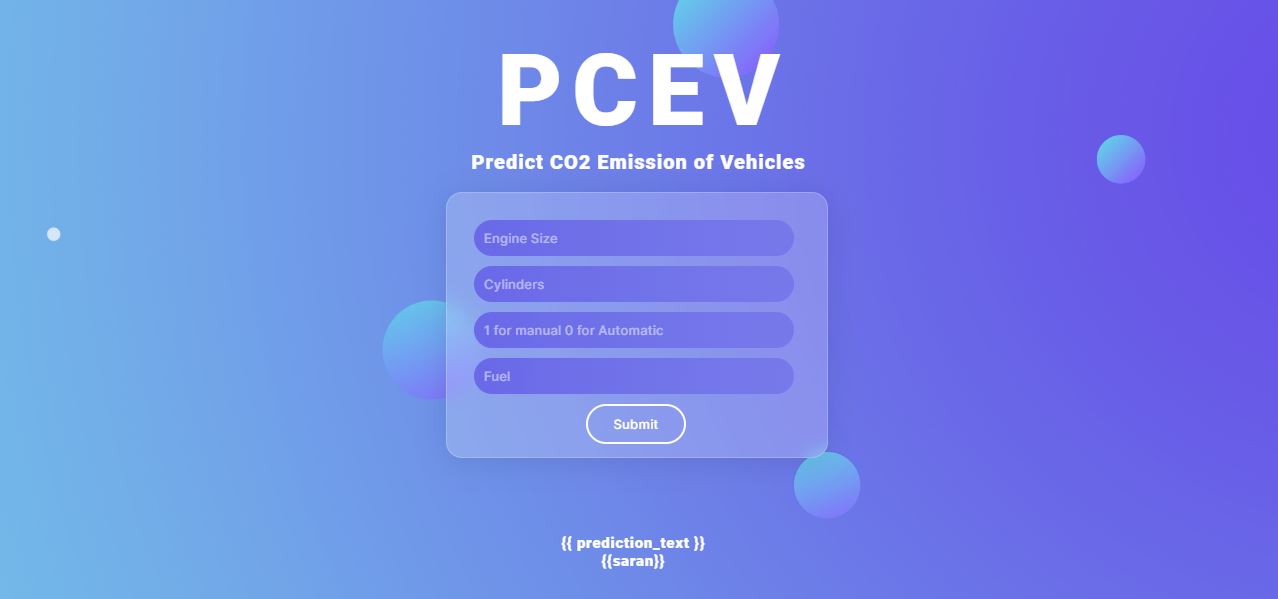 PCEV
Predict CO2 Emission of Vehicles
Engine Size
Cylinders
1 for manual 0 for Automatic
Fuel
Submit
{{ prediction_text }}
{{saran}}